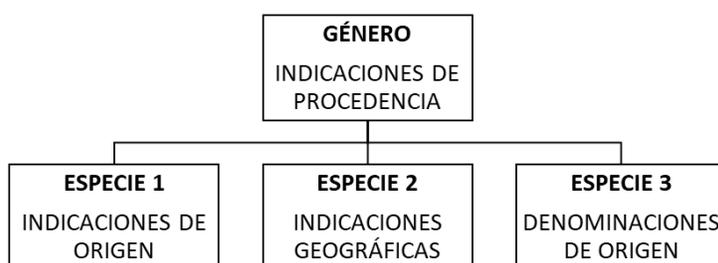 GÉNERO
INDICACIONES DE
PROCEDENCIA
ESPECIE 1
INDICACIONES DE
ORIGEN
ESPECIE 2
INDICACIONES
GEOGRÁFICAS
ESPECIE 3
DENOMINACIONES
DE ORIGEN